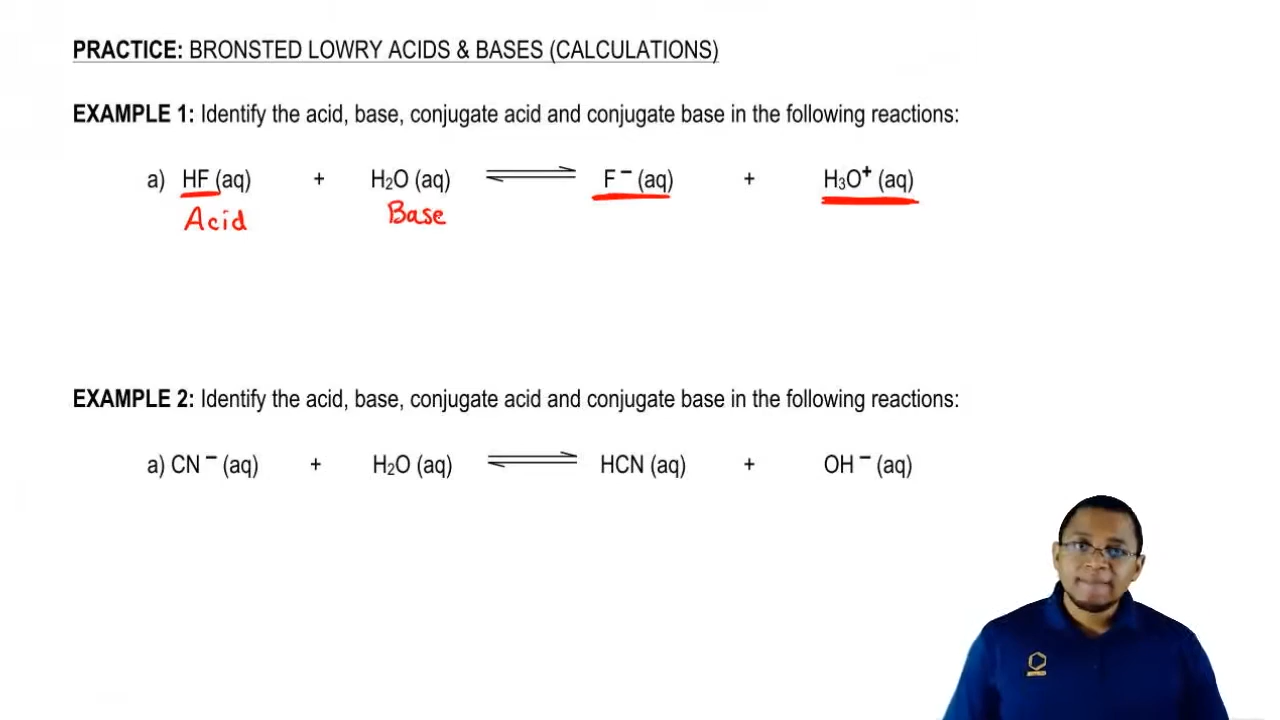 PRACTICE: BRONSTED LOWRY ACIDS & BASES (CALCULATIONS)
EXAMPLE 1: Identify the acid, base, conjugate acid and conjugate base in the following reactions:
a) HF (aq) + H₂O (aq) ⇌ F⁻ (aq) + H₃O⁺ (aq)
Acid Base
EXAMPLE 2: Identify the acid, base, conjugate acid and conjugate base in the following reactions:
a) CN⁻ (aq) + H₂O (aq) ⇌ HCN (aq) + OH⁻ (aq)